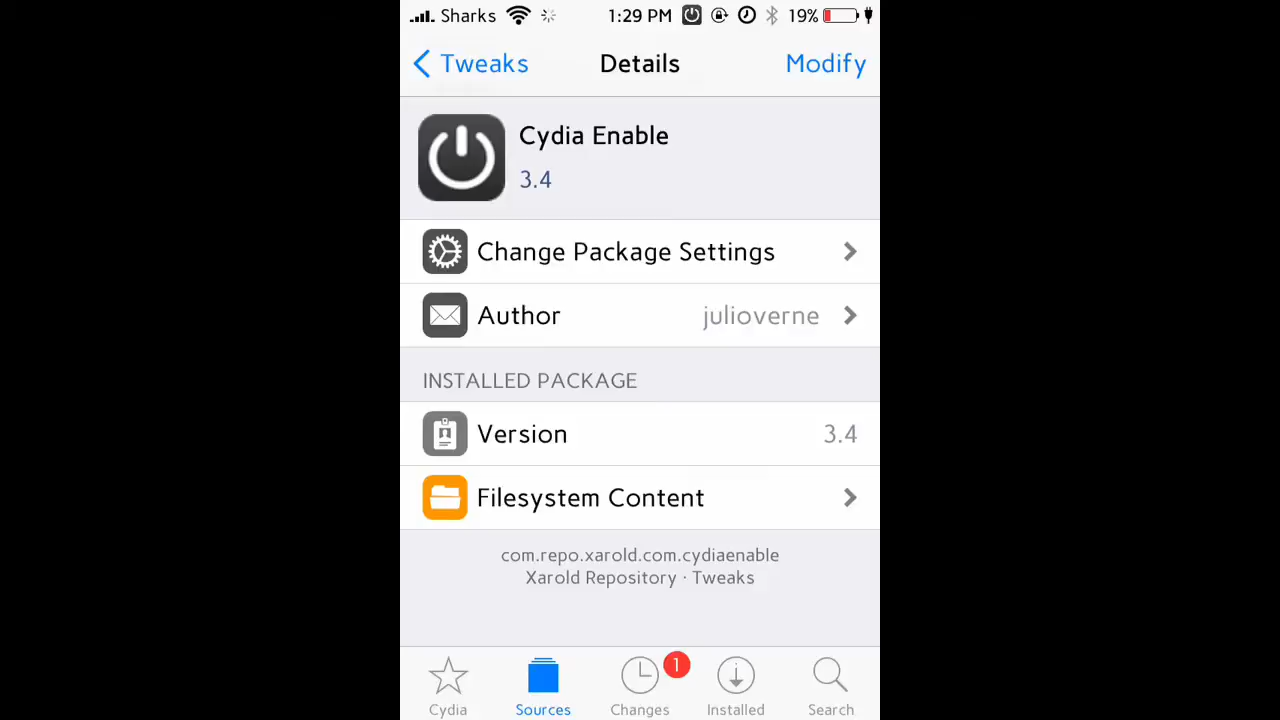 Sharks 1:29 PM 19%
Tweaks Details Modify
Cydia Enable
3.4
Change Package Settings
Author julioverne
INSTALLED PACKAGE
Version 3.4
Filesystem Content
com.repo.xarold.com.cydiaenable
Xarold Repository · Tweaks
1
Cydia Sources Changes Installed Search